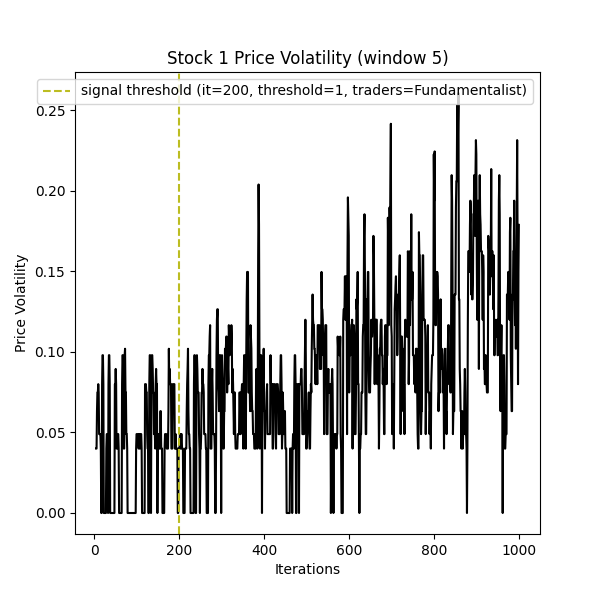 Stock 1 Price Volatility (window 5)
signal threshold (it=200, threshold=1, traders=Fundamentalist)
Price Volatility
0.25
0.20
0.15
0.10
0.05
0.00
0 200 400 600 800 1000
Iterations